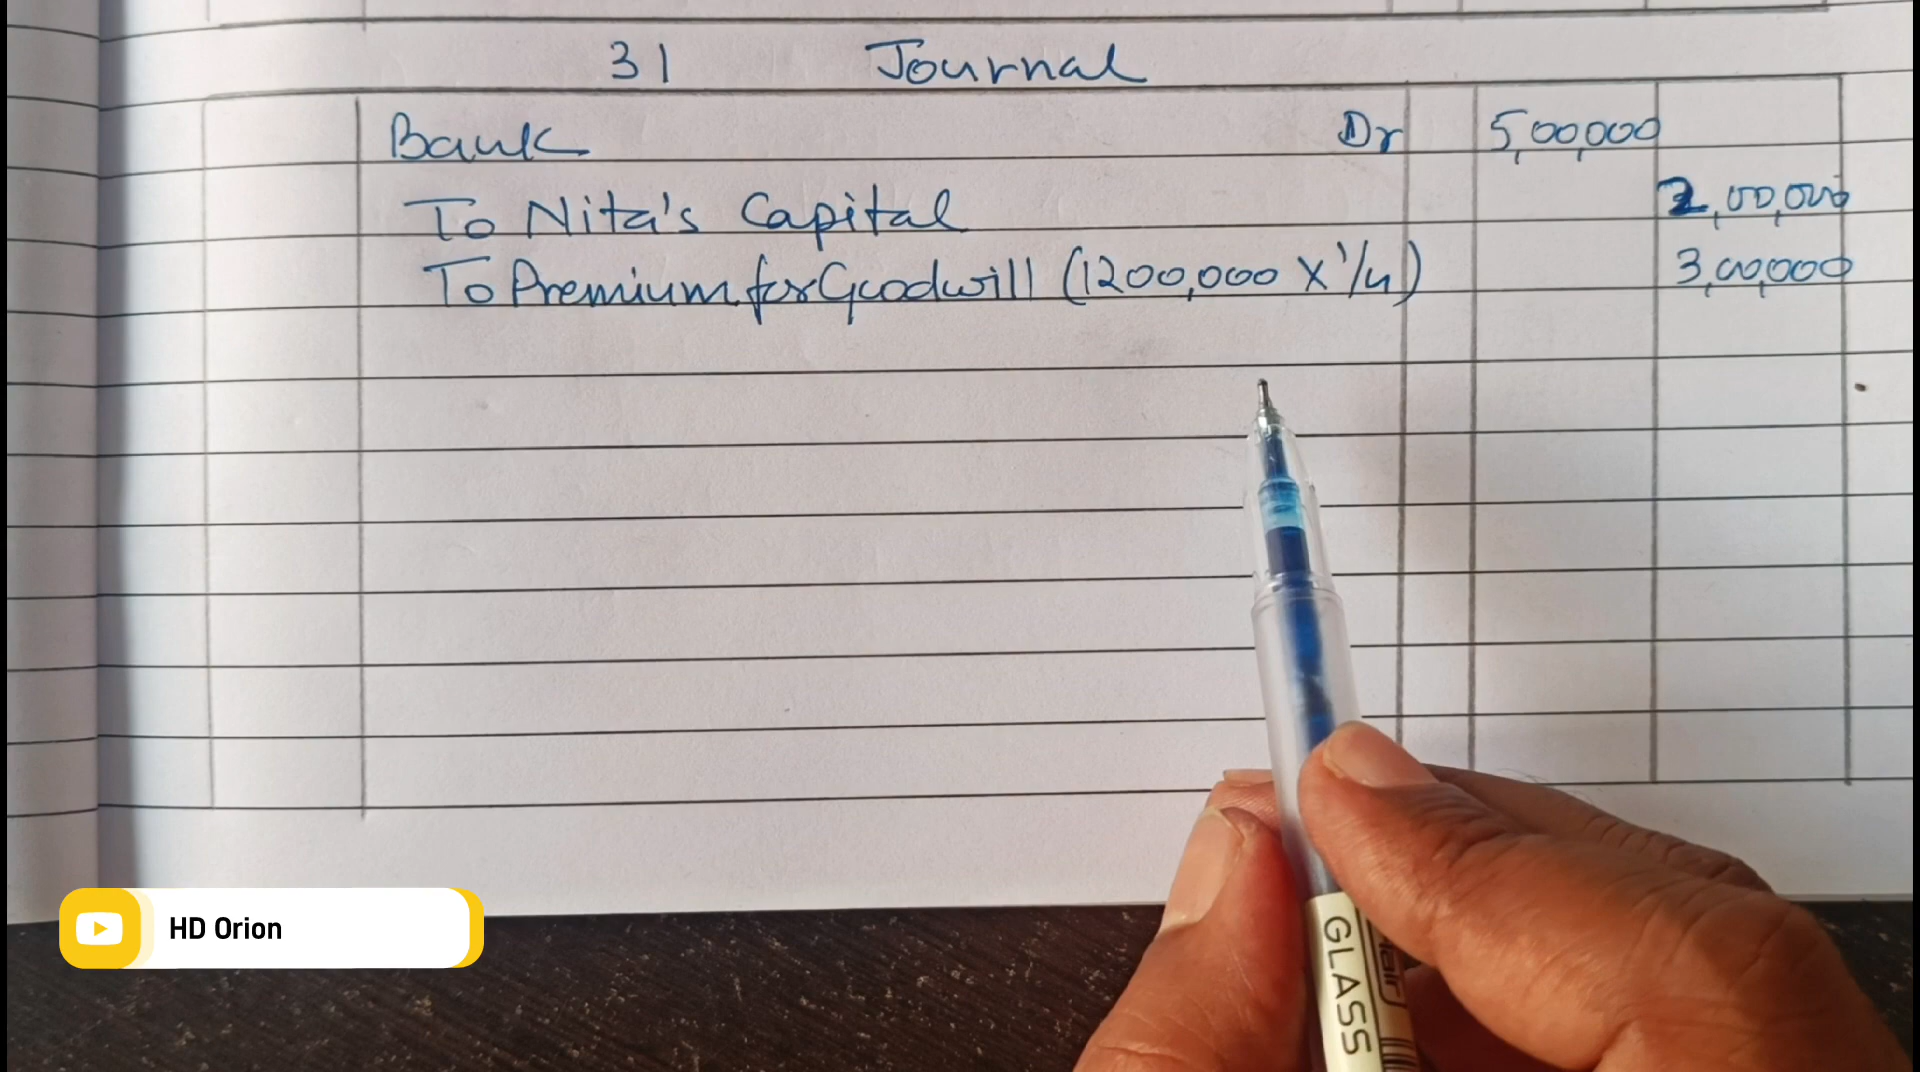 31 Journal
Bank Dr 5,00,000
To Nita's Capital 2,00,000
To Premium for Goodwill (1200,000 X 1/4) 3,00,000
HD Orion
flair
GLASS